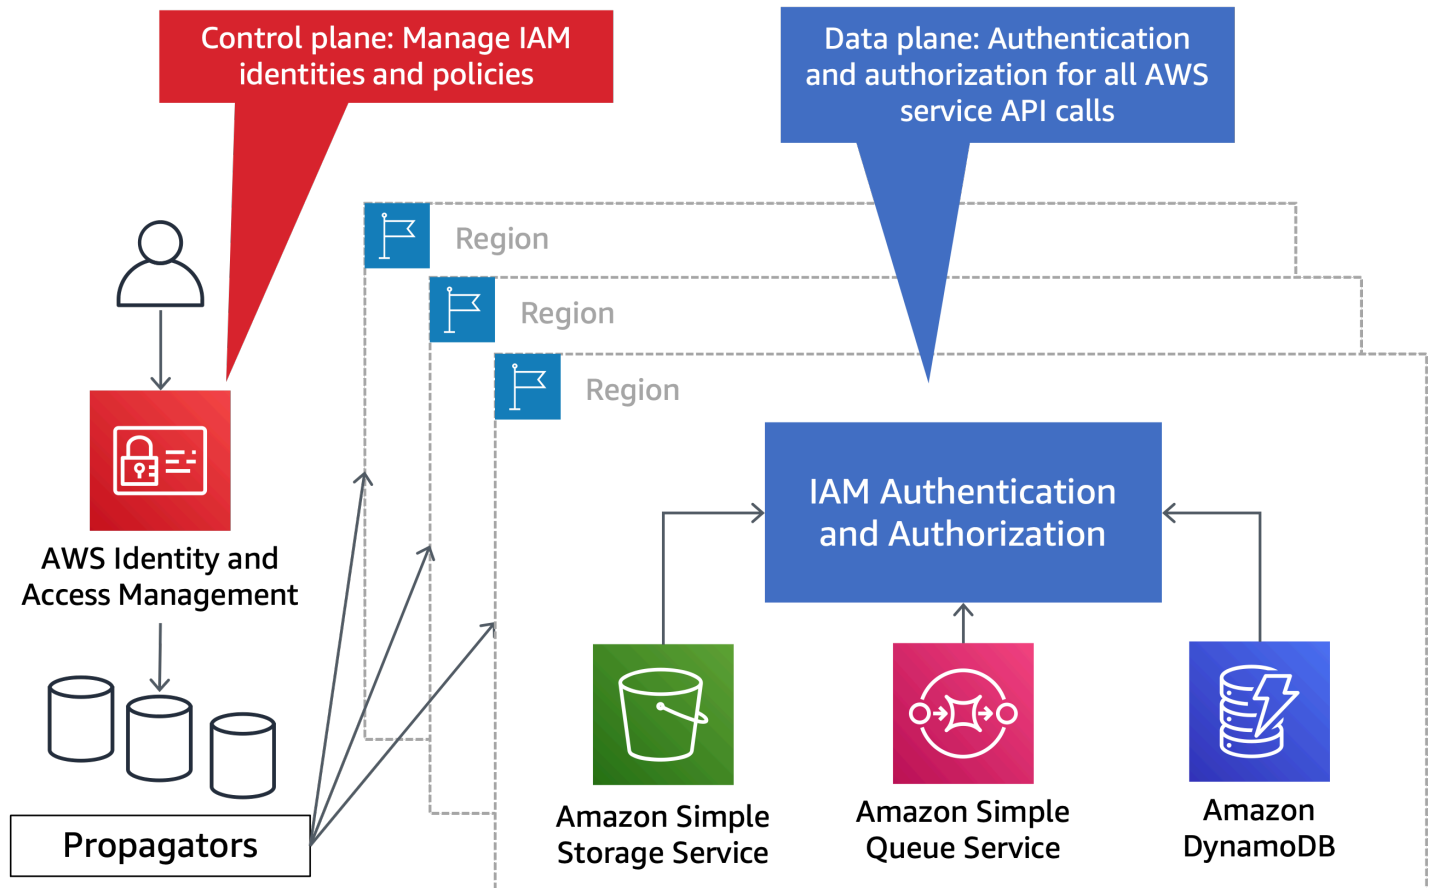 Control plane: Manage IAM
identities and policies
Data plane: Authentication
and authorization for all AWS
service API calls
Region
Region
Region
IAM Authentication
and Authorization
AWS Identity and
Access Management
Propagators
Amazon Simple
Storage Service
Amazon Simple
Queue Service
Amazon
DynamoDB